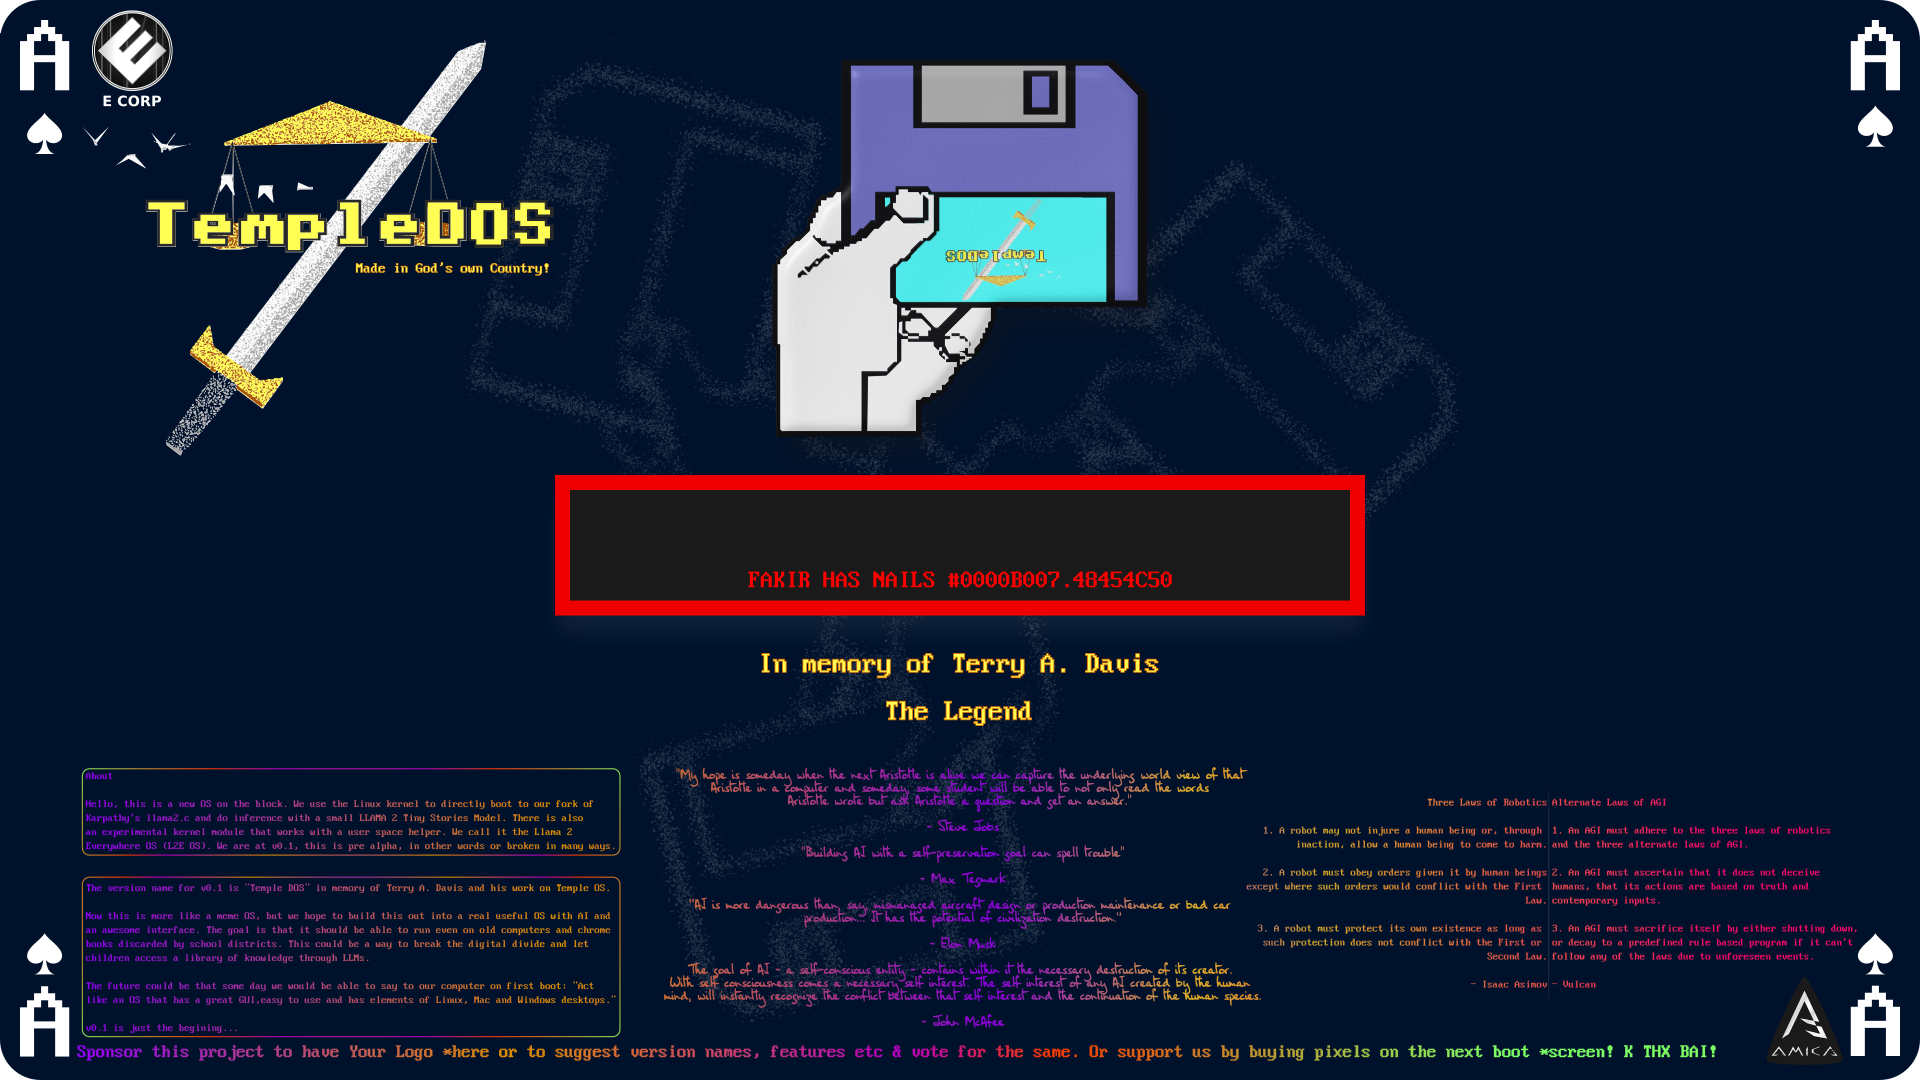 A
E CORP
A
TempleDOS
Made in God's own Country!
TempleDOS
FAKIR HAS NAILS #0000B007.48454C50
In memory of Terry A. Davis
The Legend
About
Hello, this is a new OS on the block. We use the Linux kernel to directly boot to our fork of
Karpathy's llama2.c and do inference with a small LLAMA 2 Tiny Stories Model. There is also
an experimental kernel module that works with a user space helper. We call it the Llama 2
Everywhere OS (L2E OS). We are at v0.1, this is pre alpha, in other words or broken in many ways.
The version name for v0.1 is "Temple DOS" in memory of Terry A. Davis and his work on Temple OS.
Now this is more like a meme OS, but we hope to build this out into a real useful OS with AI and
an awesome interface. The goal is that it should be able to run even on old computers and chrome
books discarded by school districts. This could be a way to break the digital divide and let
children access a library of knowledge through LLMs.
The future could be that some day we would be able to say to our computer on first boot: "Act
like an OS that has a great GUI,easy to use and has elements of Linux, Mac and Windows desktops."
v0.1 is just the begining...
"My hope is someday when the next Aristotle is alive we can capture the underlying world view of that
Aristotle in a computer and someday, some student will be able to not only read the words
Aristotle wrote but ask Aristotle a question and get an answer."
- Steve Jobs
"Building AI with a self-preservation goal can spell trouble"
- Max Tegmark
"AI is more dangerous than, say, mismanaged aircraft design or production maintenance or bad car
production... It has the potential of civilization destruction."
- Elon Musk
The goal of AI - a self-conscious entity - contains within it the necessary destruction of its creator.
With self consciousness comes a necessary self interest. The self interest of any AI created by the human
mind, will instantly recognize the conflict between that self interest and the continuation of the human species.
- John McAfee
Three Laws of Robotics
1. A robot may not injure a human being or, through
inaction, allow a human being to come to harm.
2. A robot must obey orders given it by human beings
except where such orders would conflict with the First
Law.
3. A robot must protect its own existence as long as
such protection does not conflict with the First or
Second Law.
- Isaac Asimov
Alternate Laws of AGI
1. An AGI must adhere to the three laws of robotics
and the three alternate laws of AGI.
2. An AGI must ascertain that it does not deceive
humans, that its actions are based on truth and
contemporary inputs.
3. An AGI must sacrifice itself by either shutting down,
or decay to a predefined rule based program if it can't
follow any of the laws due to unforeseen events.
- Vulcan
A
AMICA
A
Sponsor this project to have Your Logo *here or to suggest version names, features etc & vote for the same. Or support us by buying pixels on the next boot *screen! K THX BAI!